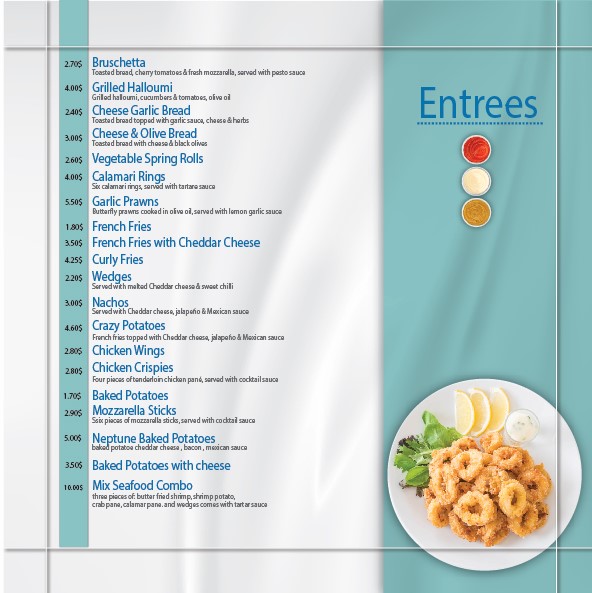 Entrees
2.70$ Bruschetta
Toasted bread, cherry tomatoes & fresh mozzarella, served with pesto sauce
4.00$ Grilled Halloumi
Grilled halloumi, cucumbers & tomatoes, olive oil
2.40$ Cheese Garlic Bread
Toasted bread topped with garlic sauce, cheese & herbs
3.00$ Cheese & Olive Bread
Toasted bread with cheese & black olives
2.60$ Vegetable Spring Rolls
4.00$ Calamari Rings
Six calamari rings, served with tartare sauce
5.50$ Garlic Prawns
Butterfly prawns cooked in olive oil, served with lemon garlic sauce
1.80$ French Fries
3.50$ French Fries with Cheddar Cheese
4.25$ Curly Fries
2.20$ Wedges
Served with melted Cheddar cheese & sweet chilli
3.00$ Nachos
Served with Cheddar cheese, jalapeño & Mexican sauce
4.60$ Crazy Potatoes
French fries topped with Cheddar cheese, jalapeño & Mexican sauce
2.80$ Chicken Wings
2.80$ Chicken Crispies
Four pieces of tenderloin chicken pané, served with cocktail sauce
1.70$ Baked Potatoes
2.90$ Mozzarella Sticks
Ssix pieces of mozzarella sticks, served with cocktail sauce
5.00$ Neptune Baked Potatoes
baked potatoe cheddar cheese , bacon , mexican sauce
3.50$ Baked Potatoes with cheese
10.00$ Mix Seafood Combo
three pieces of: butter fried shrimp, shrimp potato,
crab pane, calamar pane. and wedges comes with tartar sauce